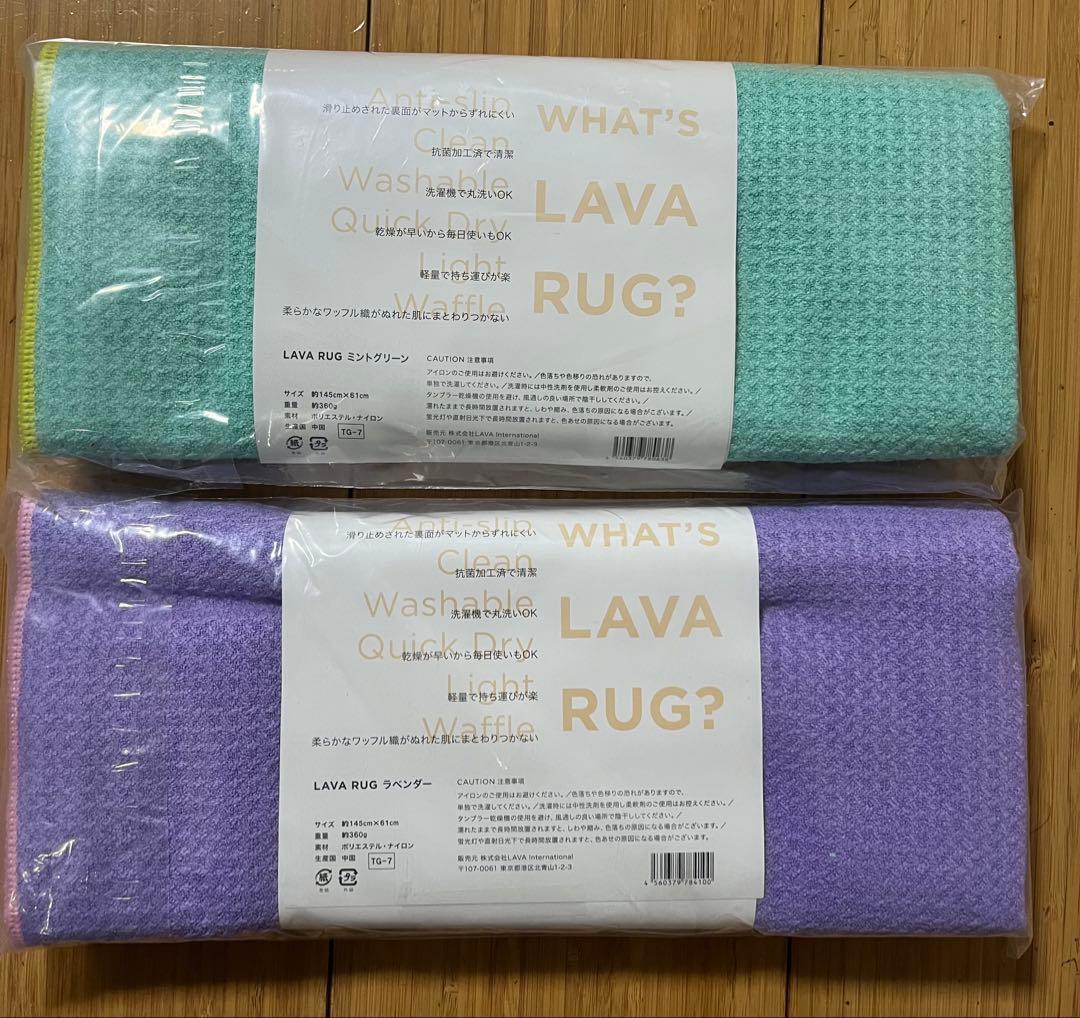 Anti-slip
滑り止めされた裏面がマットからずれにくい
Clean
抗菌加工済で清潔
Washable
洗濯機で丸洗いOK
Quick Dry
乾燥が早いから毎日使いもOK
Light
軽量で持ち運びが楽
Waffle
柔らかなワッフル織がぬれた肌にまとわりつかない
WHAT'S
LAVA
RUG?
LAVA RUG ミントグリーン
サイズ 約145cm×61cm
重量 約360g
素材 ポリエステル・ナイロン
生産国 中国 TG-7
紙 プラ
CAUTION 注意事項
アイロンのご使用はお避けください。／色落ちや色移りの恐れがありますので、
単独で洗濯してください。／洗濯時には中性洗剤を使用し柔軟剤のご使用はお控えください。／
タンブラー乾燥機の使用を避け、風通しの良い場所で陰干ししてください。／
濡れたままで長時間放置されますと、しわや縮み、色落ちの原因になる場合がございます。／
蛍光灯や直射日光下で長時間放置されますと、色あせの原因になる場合がございます。
販売元 株式会社LAVA International
〒107-0061 東京都港区北青山1-2-3
Anti-slip
滑り止めされた裏面がマットからずれにくい
Clean
抗菌加工済で清潔
Washable
洗濯機で丸洗いOK
Quick Dry
乾燥が早いから毎日使いもOK
Light
軽量で持ち運びが楽
Waffle
柔らかなワッフル織がぬれた肌にまとわりつかない
WHAT'S
LAVA
RUG?
LAVA RUG ラベンダー
サイズ 約145cm×61cm
重量 約360g
素材 ポリエステル・ナイロン
生産国 中国 TG-7
紙 プラ
CAUTION 注意事項
アイロンのご使用はお避けください。／色落ちや色移りの恐れがありますので、
単独で洗濯してください。／洗濯時には中性洗剤を使用し柔軟剤のご使用はお控えください。／
タンブラー乾燥機の使用を避け、風通しの良い場所で陰干ししてください。／
濡れたままで長時間放置されますと、しわや縮み、色落ちの原因になる場合がございます。／
蛍光灯や直射日光下で長時間放置されますと、色あせの原因になる場合がございます。
販売元 株式会社LAVA International
〒107-0061 東京都港区北青山1-2-3
4 560379 784100